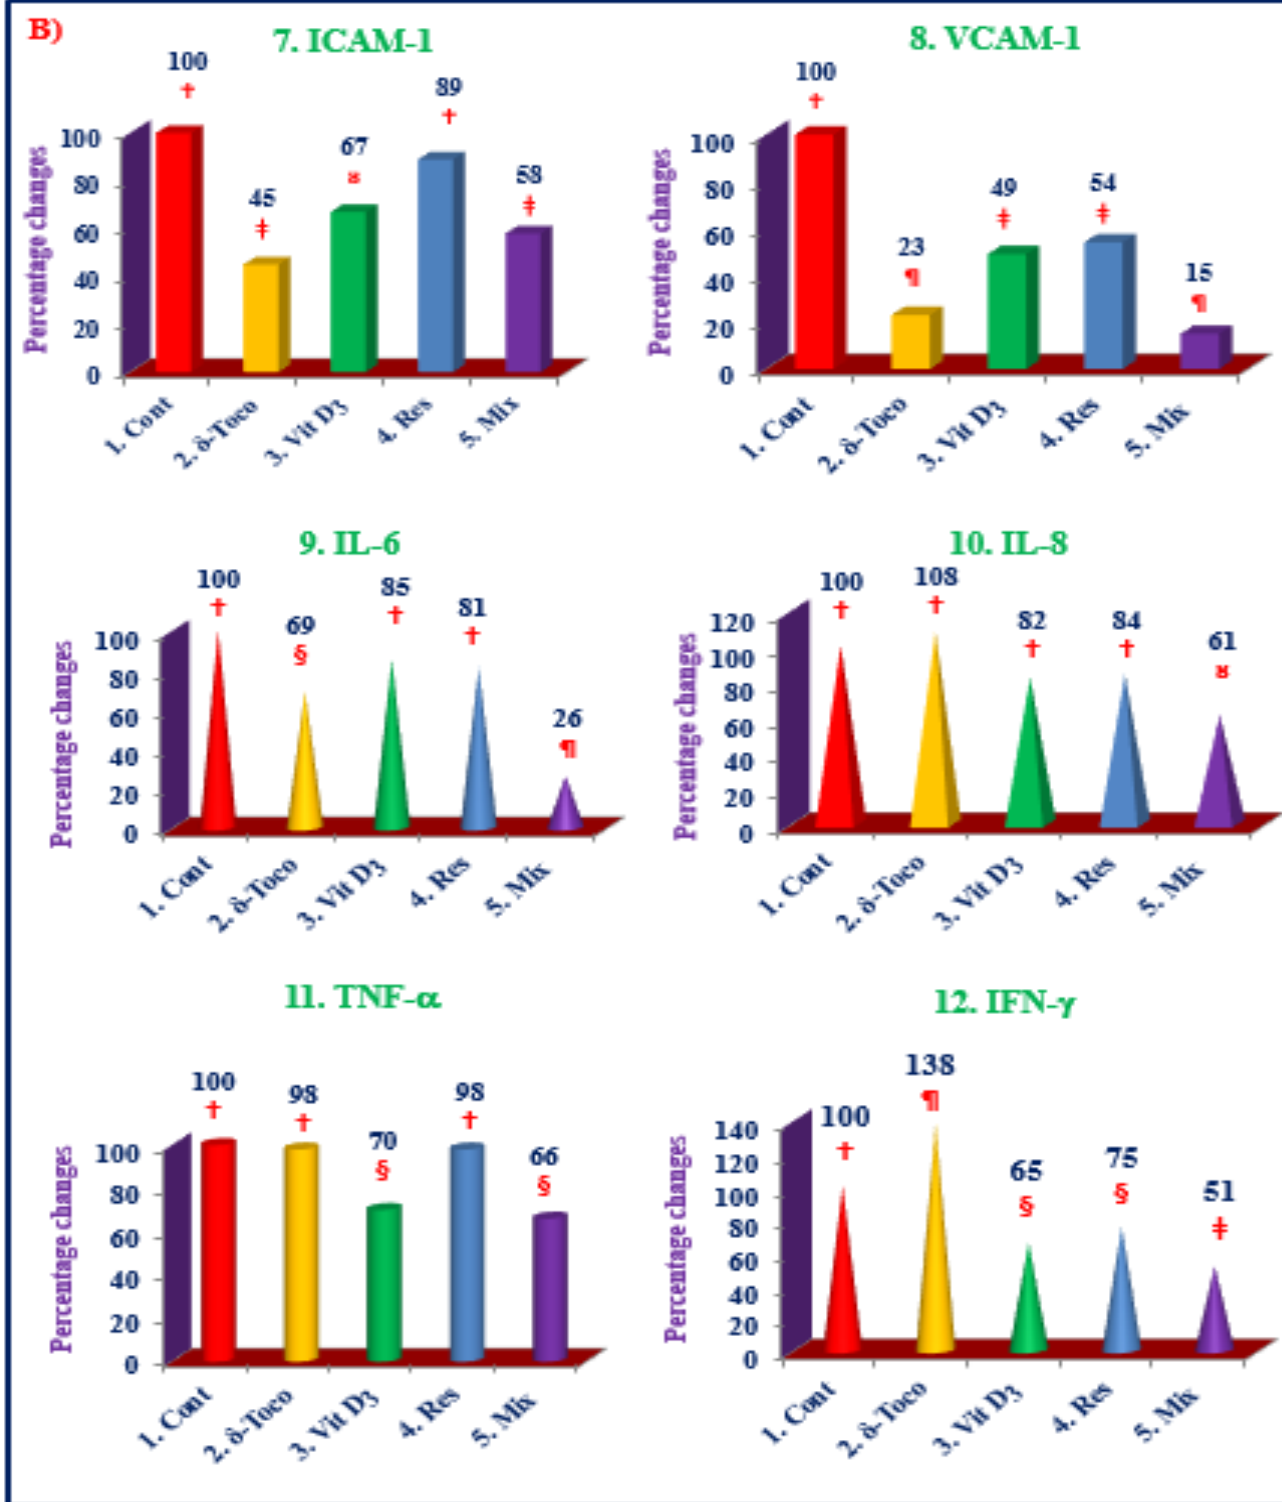 B)
7. ICAM-1
100
†
45
‡
67
¤
89
†
58
‡
Percentage changes
100
80
60
40
20
0
1. Cont
2. δ-Toco
3. Vit D3
4. Res
5. Mix
8. VCAM-1
100
†
23
¶
49
‡
54
‡
15
¶
Percentage changes
100
80
60
40
20
0
1. Cont
2. δ-Toco
3. Vit D3
4. Res
5. Mix
9. IL-6
100
†
69
§
85
†
81
†
26
¶
Percentage changes
100
80
60
40
20
0
1. Cont
2. δ-Toco
3. Vit D3
4. Res
5. Mix
10. IL-8
100
†
108
†
82
†
84
†
61
¤
Percentage changes
120
100
80
60
40
20
0
1. Cont
2. δ-Toco
3. Vit D3
4. Res
5. Mix
11. TNF-α
100
†
98
†
70
§
98
†
66
§
Percentage changes
100
80
60
40
20
0
1. Cont
2. δ-Toco
3. Vit D3
4. Res
5. Mix
12. IFN-γ
100
†
138
¶
65
§
75
§
51
‡
Percentage changes
140
120
100
80
60
40
20
0
1. Cont
2. δ-Toco
3. Vit D3
4. Res
5. Mix